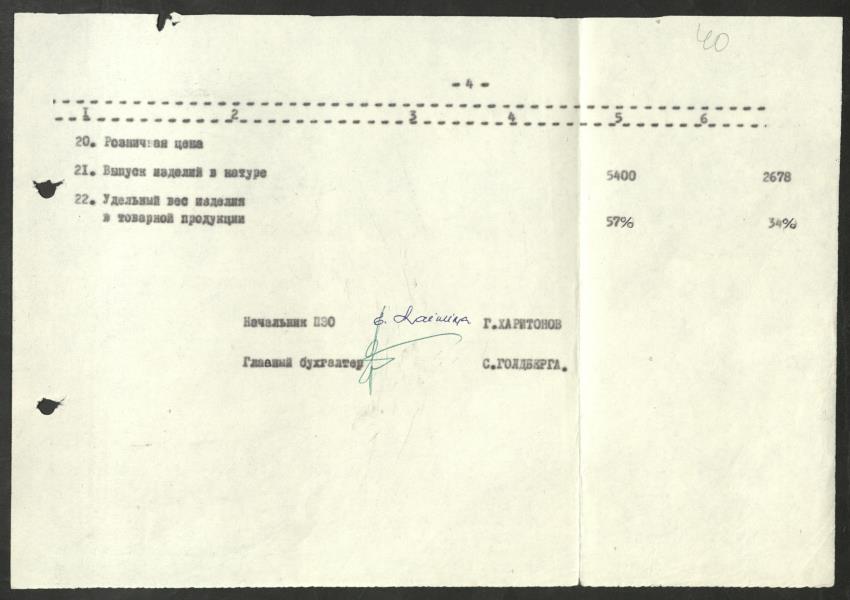 40
- 4 -
1 2 3 4 5 6
20. Розничная цена
21. Выпуск изделий в натуре 5400 2678
22. Удельный вес изделия
в товарной продукции 57% 34%
Начальник ПЭО Г.ХАРИТОНОВ
Главный бухгалтер С.ГОЛДБЕРГА.